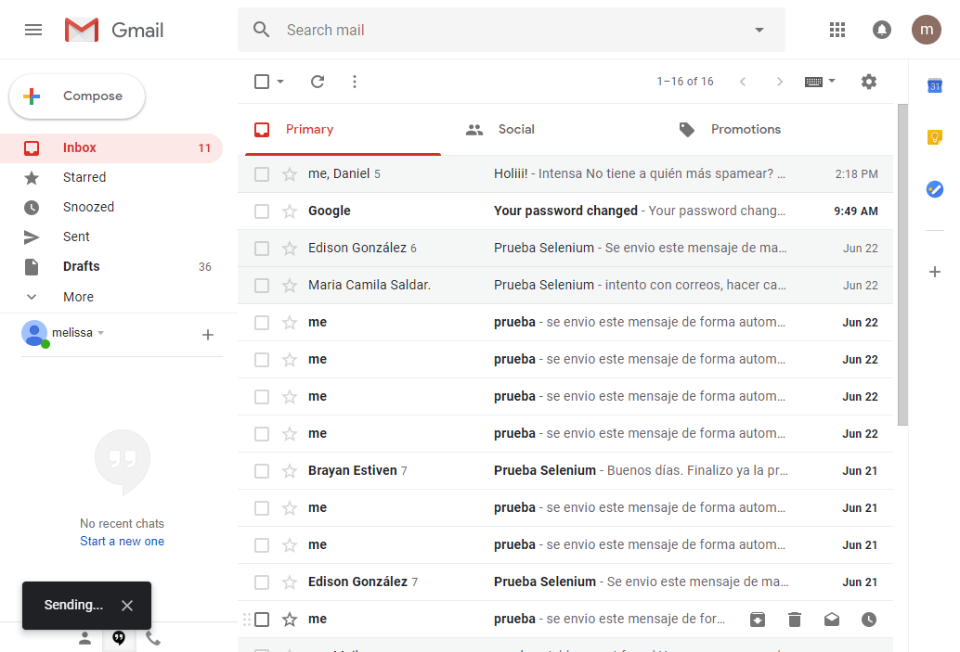 Gmail
Search mail
m
Compose
1–16 of 16
31
Primary
Social
Promotions
Inbox 11
Starred
Snoozed
Sent
Drafts 36
More
melissa
No recent chats
Start a new one
Sending...
me, Daniel 5 Holiii! - Intensa No tiene a quién más spamear? ... 2:18 PM
Google Your password changed - Your password chang... 9:49 AM
Edison González 6 Prueba Selenium - Se envio este mensaje de ma... Jun 22
Maria Camila Saldar. Prueba Selenium - intento con correos, hacer ca... Jun 22
me prueba - se envio este mensaje de forma autom... Jun 22
me prueba - se envio este mensaje de forma autom... Jun 22
me prueba - se envio este mensaje de forma autom... Jun 22
me prueba - se envio este mensaje de forma autom... Jun 22
Brayan Estiven 7 Prueba Selenium - Buenos días. Finalizo ya la pr... Jun 21
me prueba - se envio este mensaje de forma autom... Jun 21
me prueba - se envio este mensaje de forma autom... Jun 21
Edison González 7 Prueba Selenium - Se envio este mensaje de ma... Jun 21
me prueba - se envio este mensaje de for...